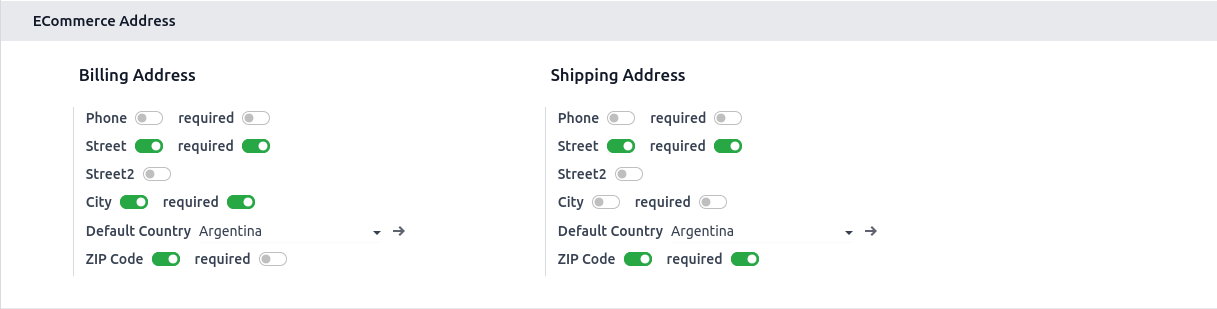 ECommerce Address
Billing Address
Phone required
Street required
Street2
City required
Default Country Argentina
ZIP Code required
Shipping Address
Phone required
Street required
Street2
City required
Default Country Argentina
ZIP Code required